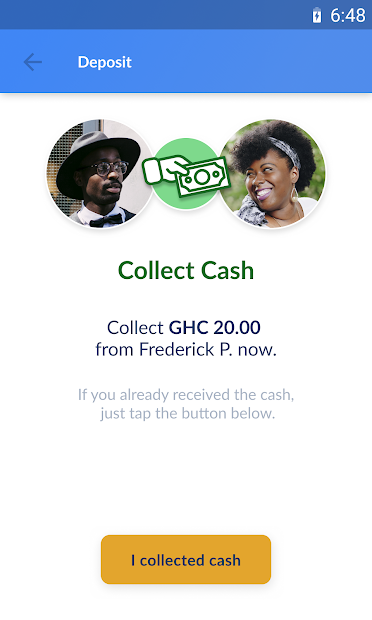 6:48
Deposit
Collect Cash
Collect GHC 20.00
from Frederick P. now.
If you already received the cash,
just tap the button below.
I collected cash